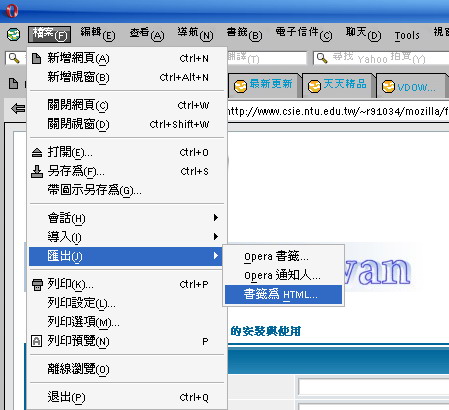 檔案(F) 編輯(E) 查看(A) 導航(N) 書籤(B) 電子信件(C) 聊天(D) Tools 視窗
尋找 Yahoo 拍賣(Y)
最新更新 天天精品 VDOW...
http://www.csie.ntu.edu.tw/~r91034/mozilla/f
新增網頁(A) Ctrl+N
新增視窗(B) Ctrl+Alt+N
關閉網頁(C) Ctrl+W
關閉視窗(D) Ctrl+Shift+W
打開(E)... Ctrl+O
另存為(F)... Ctrl+S
帶圖示另存為(G)...
會話(H)
導入(I)
匯出(J)
Opera 書籤...
Opera 通知人...
書籤為 HTML...
列印(K)... Ctrl+P
列印設定(L)...
列印選項(M)...
列印預覽(N) P
離線瀏覽(O)
退出(P) Ctrl+Q
的安裝與使用